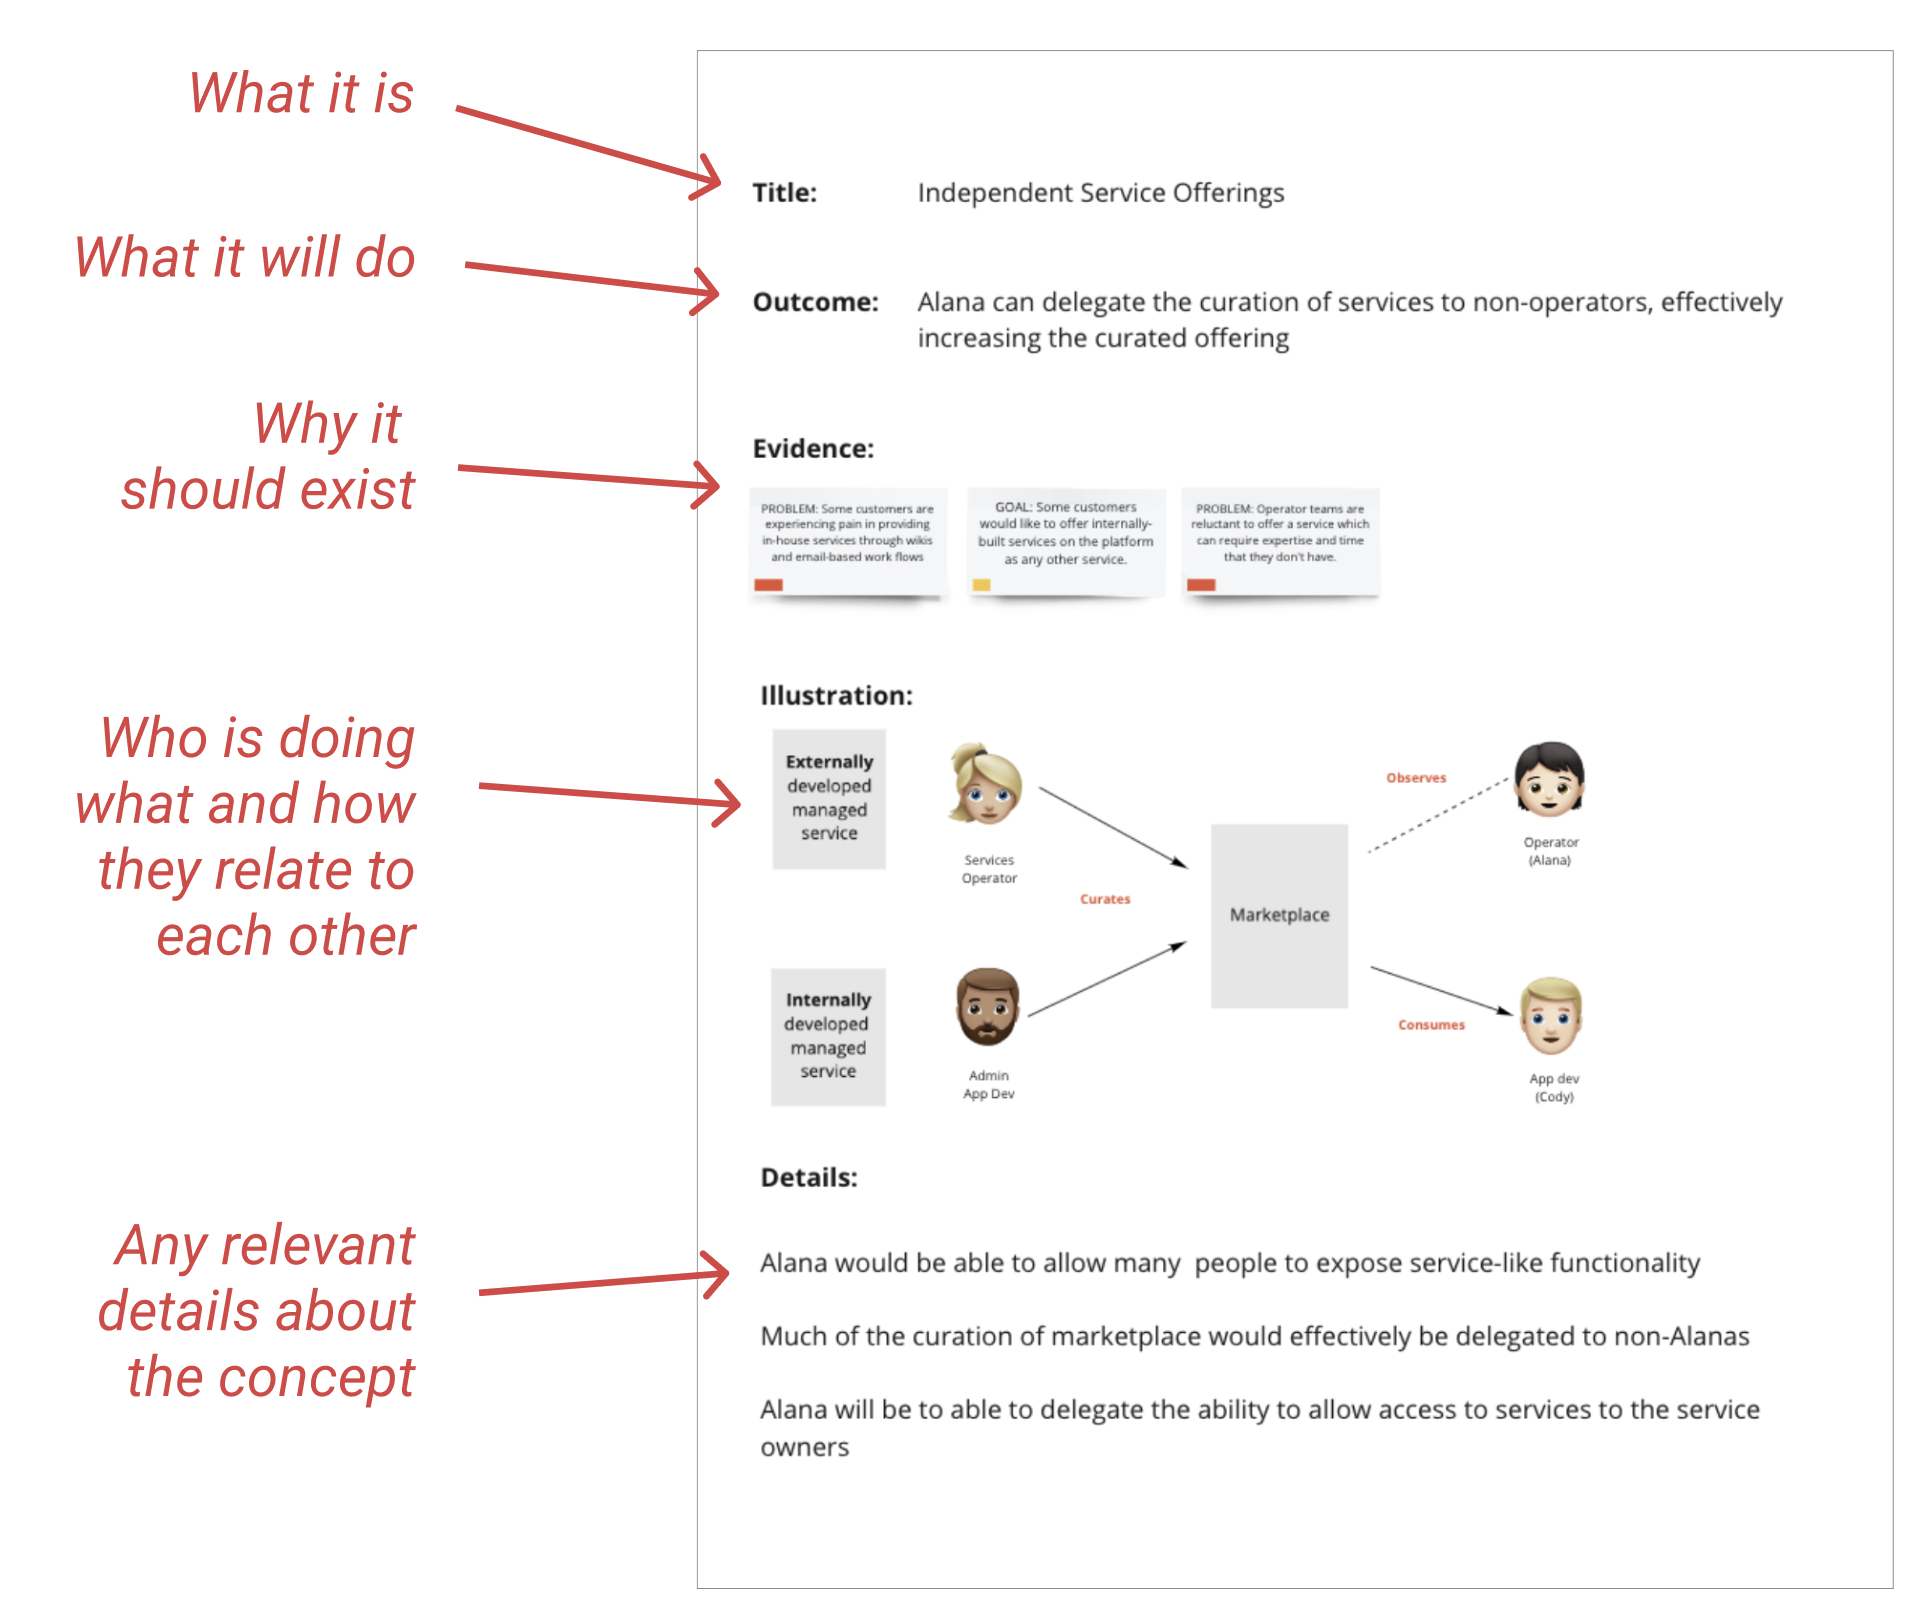 What it is
Title: Independent Service Offerings
What it will do
Outcome: Alana can delegate the curation of services to non-operators, effectively
increasing the curated offering
Why it
should exist
Evidence:
PROBLEM: Some customers are
experiencing pain in providing
in-house services through wikis
and email-based work flows
GOAL: Some customers
would like to offer internally-
built services on the platform
as any other service.
PROBLEM: Operator teams are
reluctant to offer a service which
can require expertise and time
that they don't have.
Who is doing
what and how
they relate to
each other
Illustration:
Externally
developed
managed
service
Services
Operator
Curates
Internally
developed
managed
service
Admin
App Dev
Marketplace
Observes
Operator
(Alana)
Consumes
App dev
(Cody)
Any relevant
details about
the concept
Details:
Alana would be able to allow many  people to expose service-like functionality
Much of the curation of marketplace would effectively be delegated to non-Alanas
Alana will be to able to delegate the ability to allow access to services to the service
owners